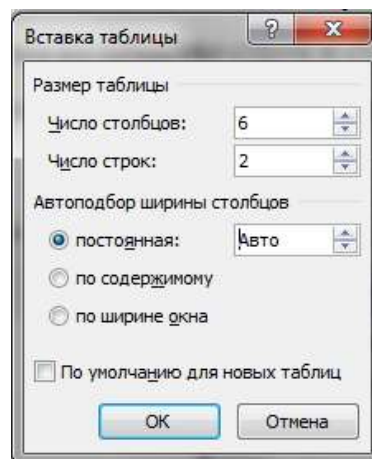 Вставка таблицы
Размер таблицы
Число столбцов: 6
Число строк: 2
Автоподбор ширины столбцов
постоянная: Авто
по содержимому
по ширине окна
По умолчанию для новых таблиц
ОК Отмена